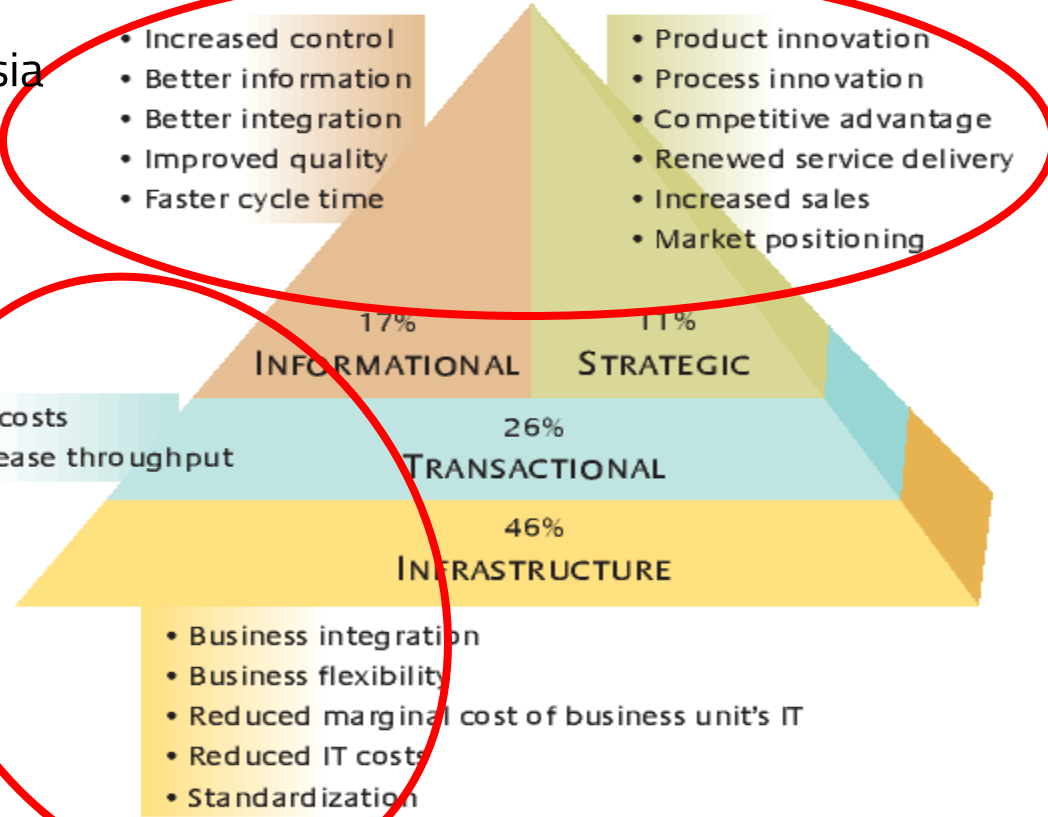 sia
• Increased control
• Better information
• Better integration
• Improved quality
• Faster cycle time
• Product innovation
• Process innovation
• Competitive advantage
• Renewed service delivery
• Increased sales
• Market positioning
17%
INFORMATIONAL
11%
STRATEGIC
costs
ease throughput
26%
TRANSACTIONAL
46%
INFRASTRUCTURE
• Business integration
• Business flexibility
• Reduced marginal cost of business unit's IT
• Reduced IT costs
• Standardization